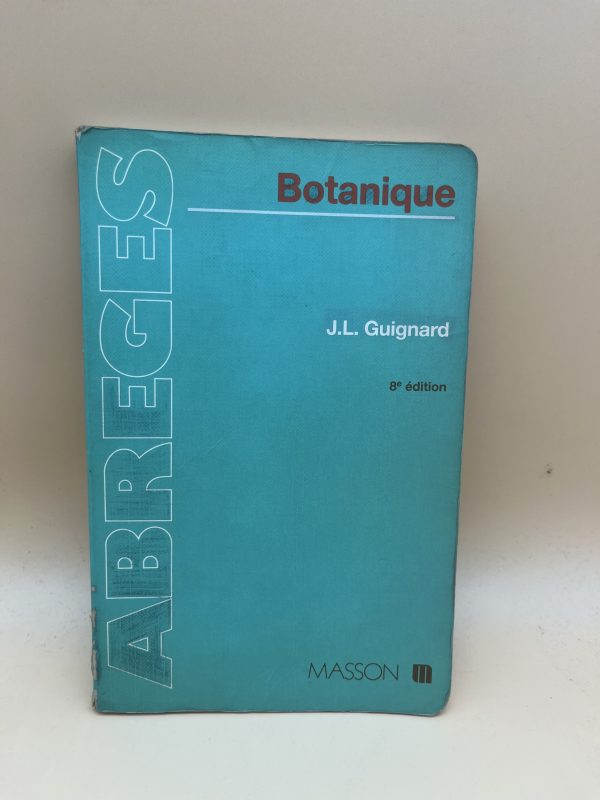 Botanique
J.L. Guignard
8e édition
ABREGES
MASSON m